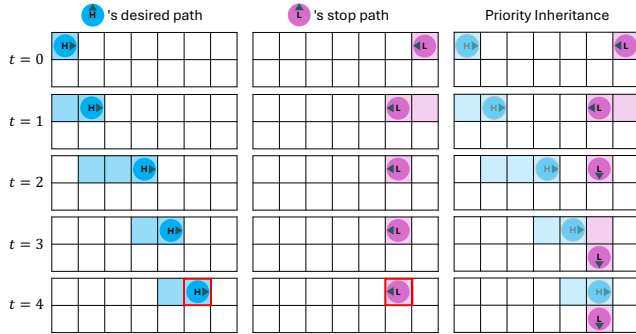 H 's desired path L 's stop path Priority Inheritance
t = 0 H L H L
t = 1 H L H L
t = 2 H L H L
t = 3 H L H L
t = 4 H L H L